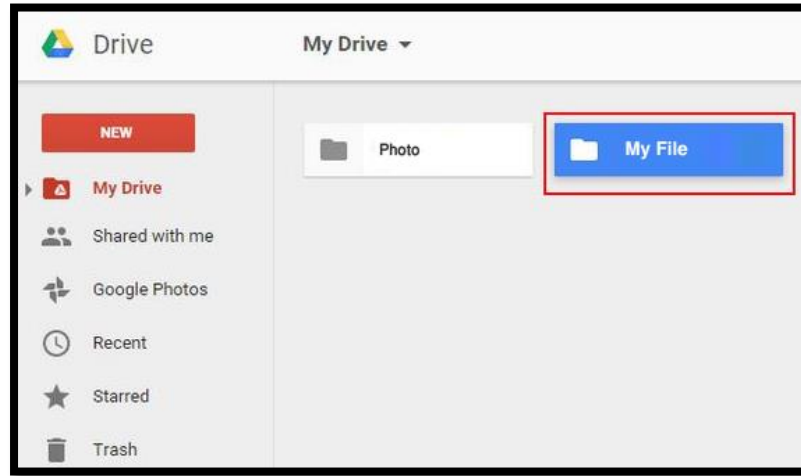 Drive
My Drive
NEW
My Drive
Shared with me
Google Photos
Recent
Starred
Trash
Photo
My File